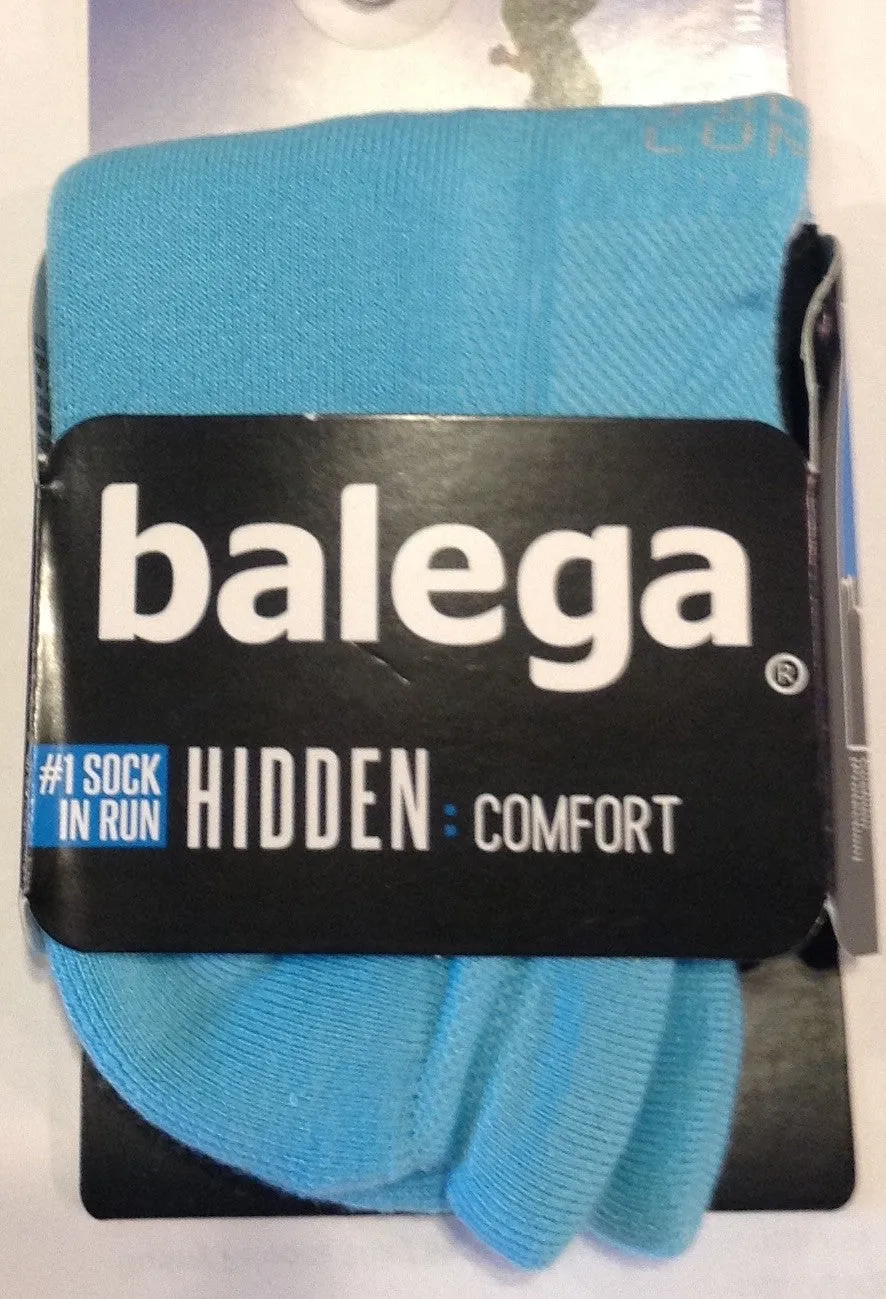 balega
®
#1 SOCK
IN RUN
HIDDEN: COMFORT